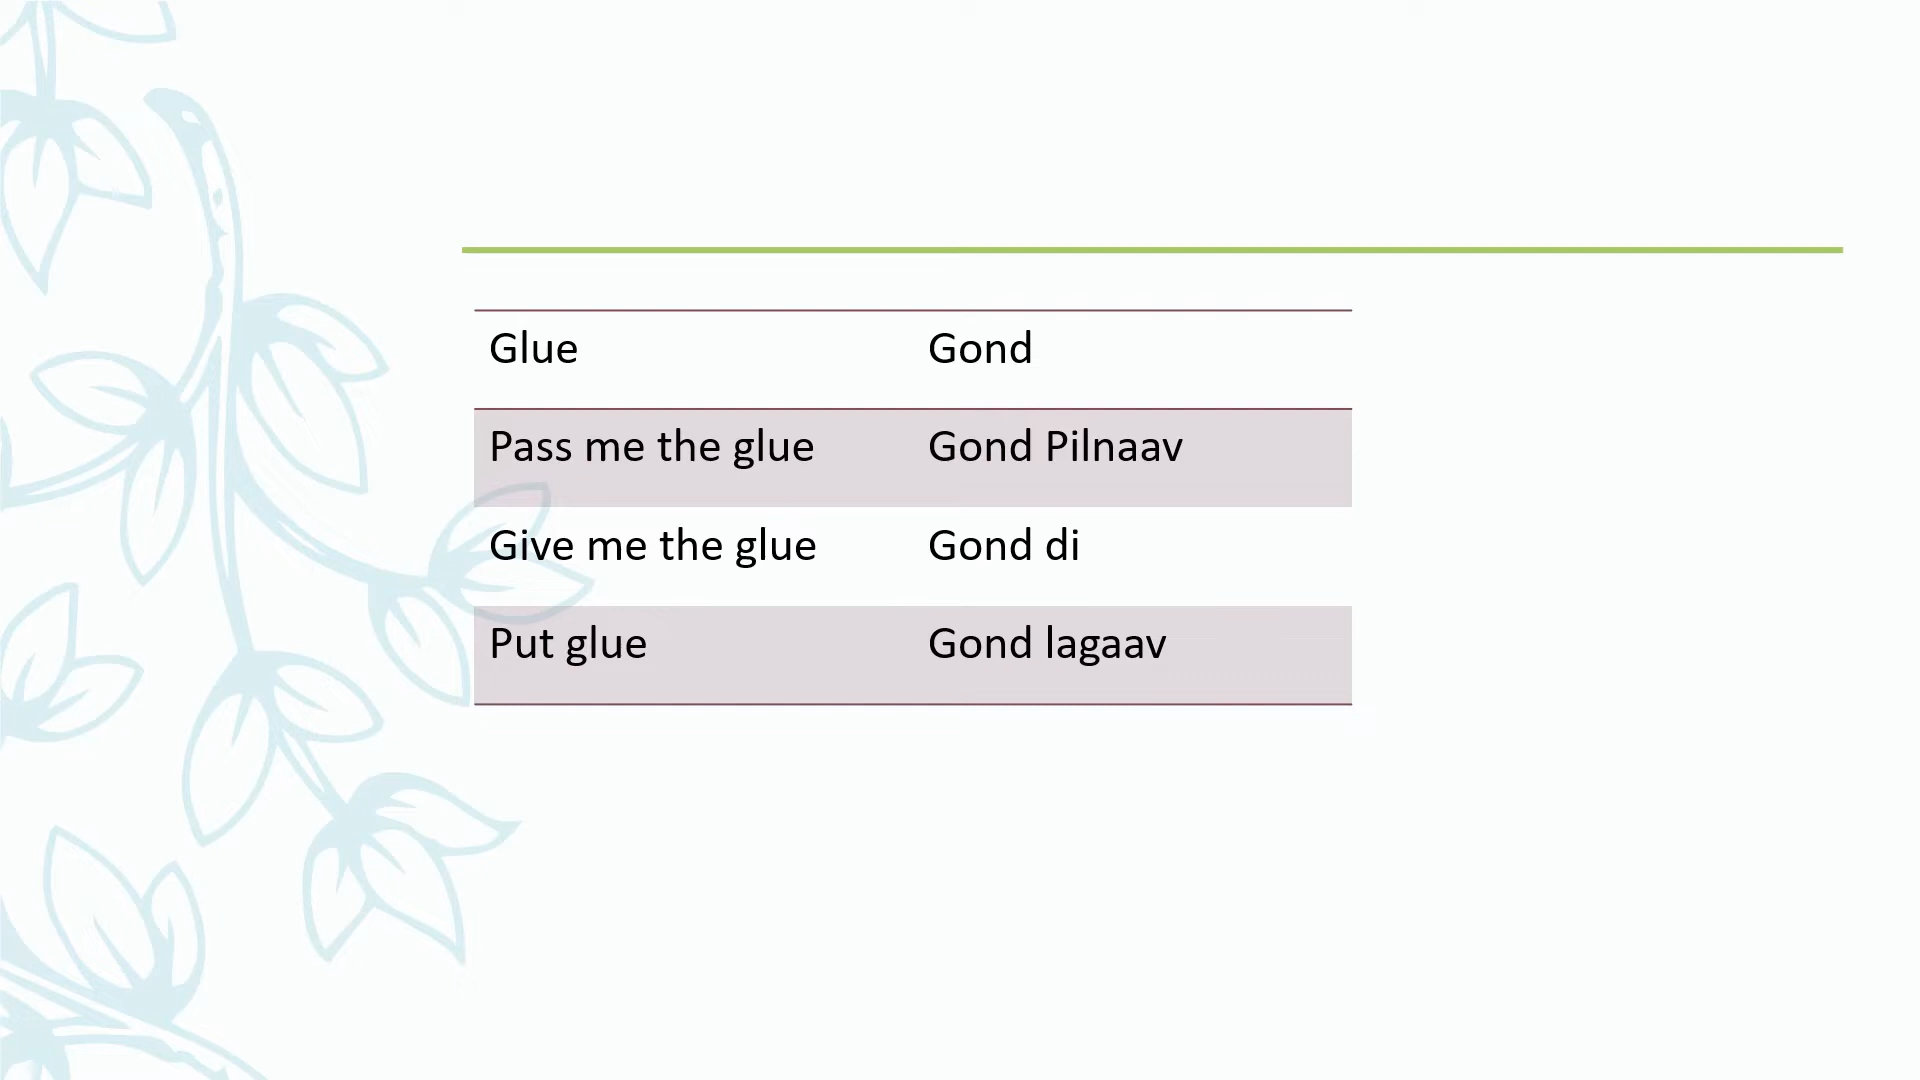 Glue Gond
Pass me the glue Gond Pilnaav
Give me the glue Gond di
Put glue Gond lagaav